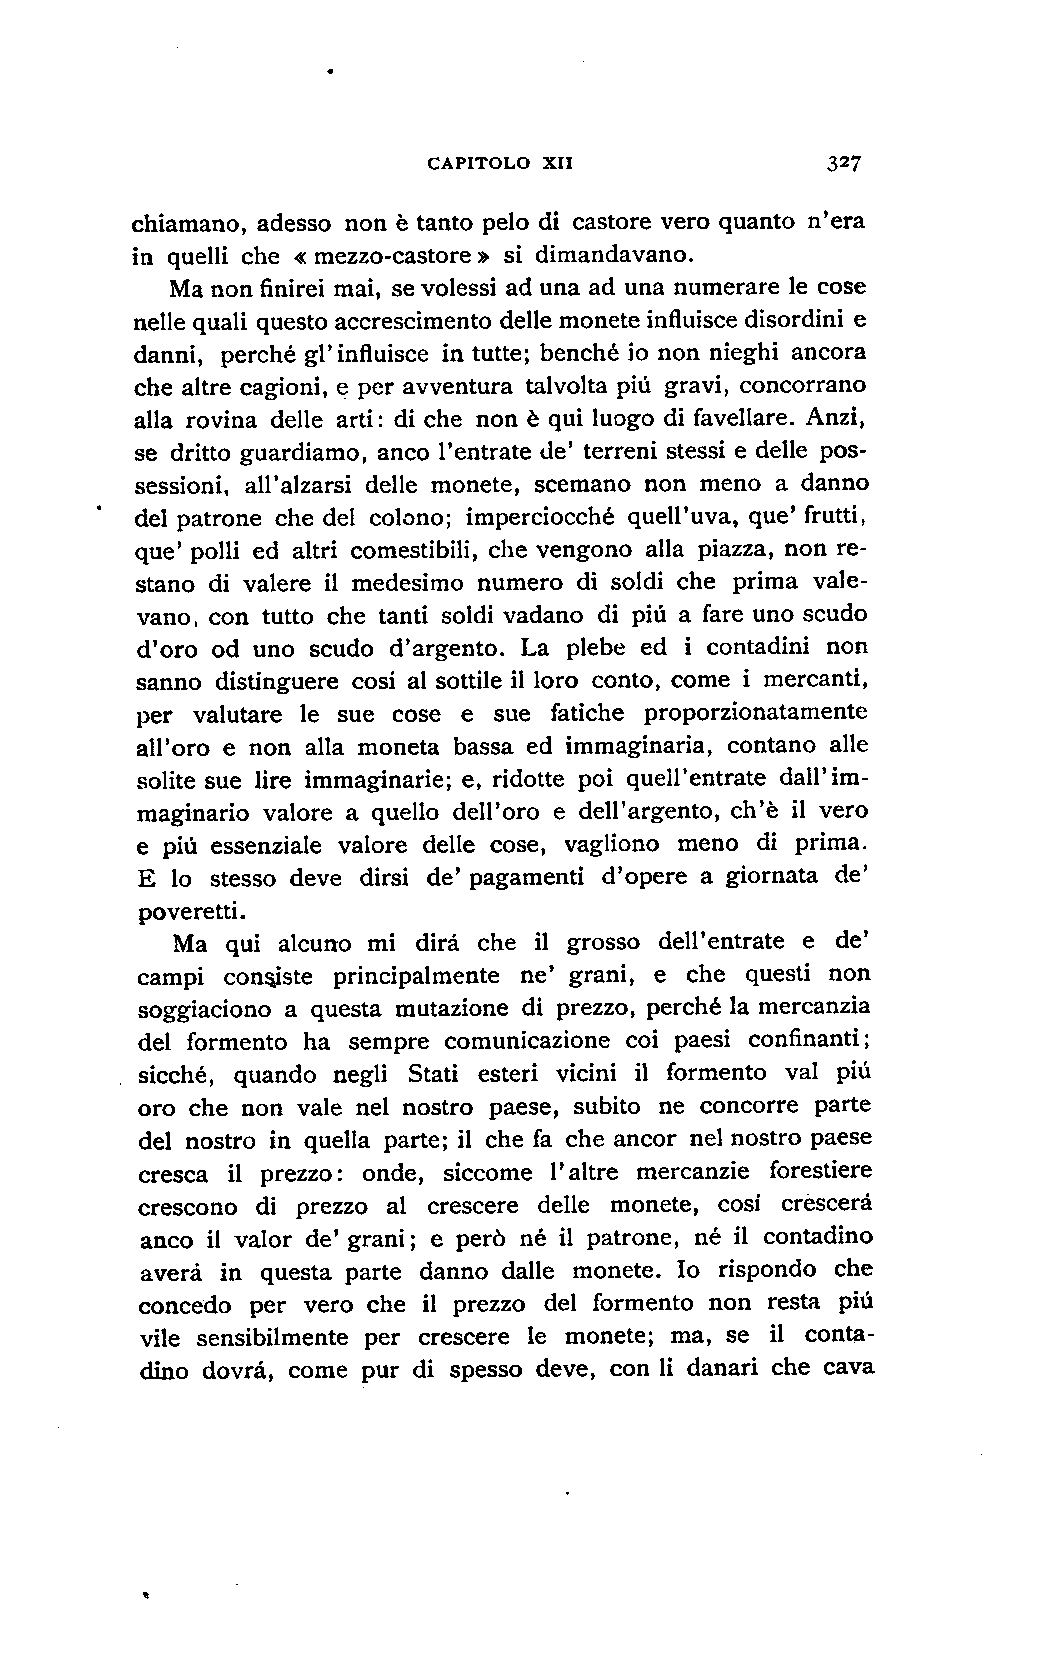 CAPITOLO XII 327
chiamano, adesso non è tanto pelo di castore vero quanto n'era
in quelli che « mezzo-castore » si dimandavano.
Ma non finirei mai, se volessi ad una ad una numerare le cose
nelle quali questo accrescimento delle monete influisce disordini e
danni, perché gl'influisce in tutte; benché io non nieghi ancora
che altre cagioni, e per avventura talvolta piú gravi, concorrano
alla rovina delle arti: di che non è qui luogo di favellare. Anzi,
se dritto guardiamo, anco l'entrate de' terreni stessi e delle pos-
sessioni, all'alzarsi delle monete, scemano non meno a danno
del patrone che del colono; imperciocché quell'uva, que' frutti,
que' polli ed altri comestibili, che vengono alla piazza, non re-
stano di valere il medesimo numero di soldi che prima vale-
vano, con tutto che tanti soldi vadano di piú a fare uno scudo
d'oro od uno scudo d'argento. La plebe ed i contadini non
sanno distinguere cosi al sottile il loro conto, come i mercanti,
per valutare le sue cose e sue fatiche proporzionatamente
all'oro e non alla moneta bassa ed immaginaria, contano alle
solite sue lire immaginarie; e, ridotte poi quell'entrate dall'im-
maginario valore a quello dell'oro e dell'argento, ch'è il vero
e piú essenziale valore delle cose, vagliono meno di prima.
E lo stesso deve dirsi de' pagamenti d'opere a giornata de'
poveretti.
Ma qui alcuno mi dirá che il grosso dell'entrate e de'
campi consiste principalmente ne' grani, e che questi non
soggiaciono a questa mutazione di prezzo, perché la mercanzia
del formento ha sempre comunicazione coi paesi confinanti;
sicché, quando negli Stati esteri vicini il formento val piú
oro che non vale nel nostro paese, subito ne concorre parte
del nostro in quella parte; il che fa che ancor nel nostro paese
cresca il prezzo: onde, siccome l'altre mercanzie forestiere
crescono di prezzo al crescere delle monete, cosí crescerá
anco il valor de' grani; e però né il patrone, né il contadino
averá in questa parte danno dalle monete. Io rispondo che
concedo per vero che il prezzo del formento non resta piú
vile sensibilmente per crescere le monete; ma, se il conta-
dino dovrá, come pur di spesso deve, con li danari che cava